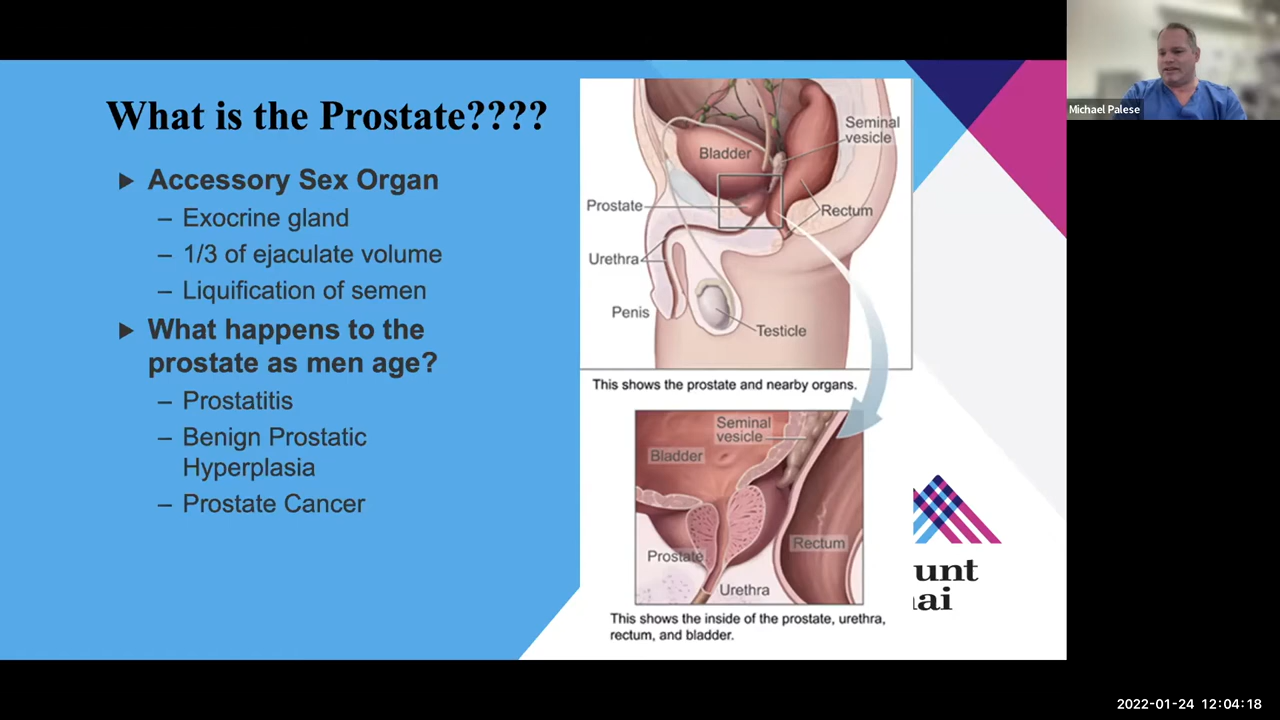 What is the Prostate????
▶ Accessory Sex Organ
– Exocrine gland
– 1/3 of ejaculate volume
– Liquification of semen
▶ What happens to the
prostate as men age?
– Prostatitis
– Benign Prostatic
Hyperplasia
– Prostate Cancer
Seminal
vesicle
Bladder
Prostate
Rectum
Urethra
Penis
Testicle
This shows the prostate and nearby organs.
Seminal
vesicle
Bladder
Rectum
Prostate
Urethra
This shows the inside of the prostate, urethra,
rectum, and bladder.
unt
ai
Michael Palese
2022-01-24 12:04:18